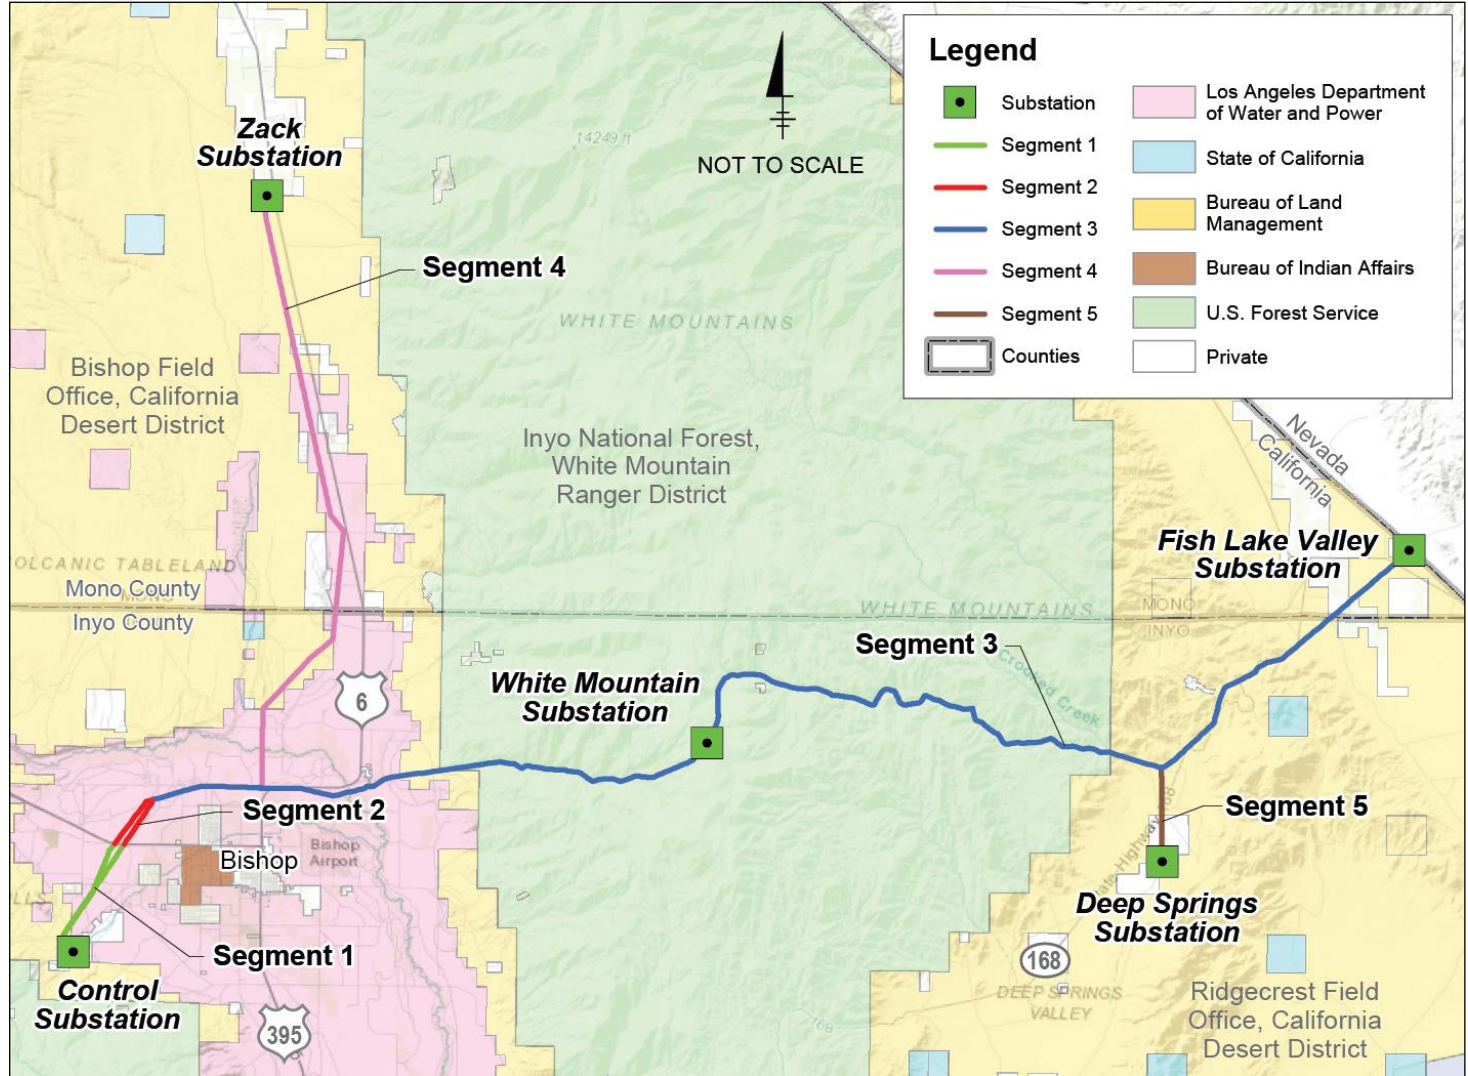 Legend
Substation
Segment 1
Segment 2
Segment 3
Segment 4
Segment 5
Counties
Los Angeles Department
of Water and Power
State of California
Bureau of Land
Management
Bureau of Indian Affairs
U.S. Forest Service
Private
NOT TO SCALE
14249 ft
Zack
Substation
Segment 4
WHITE MOUNTAINS
Bishop Field
Office, California
Desert District
Inyo National Forest,
White Mountain
Ranger District
Nevada
California
Fish Lake Valley
Substation
OLCANIC TABLELAND
Mono County
Inyo County
WHITE MOUNTAINS
MONO
INYO
Segment 3
Crooked Creek
White Mountain
Substation
6
Segment 2
Bishop
Bishop
Airport
Segment 5
State Highway 168
Deep Springs
Substation
Segment 1
Control
Substation
395
168
DEEP SPRINGS
VALLEY
168
Ridgecrest Field
Office, California
Desert District